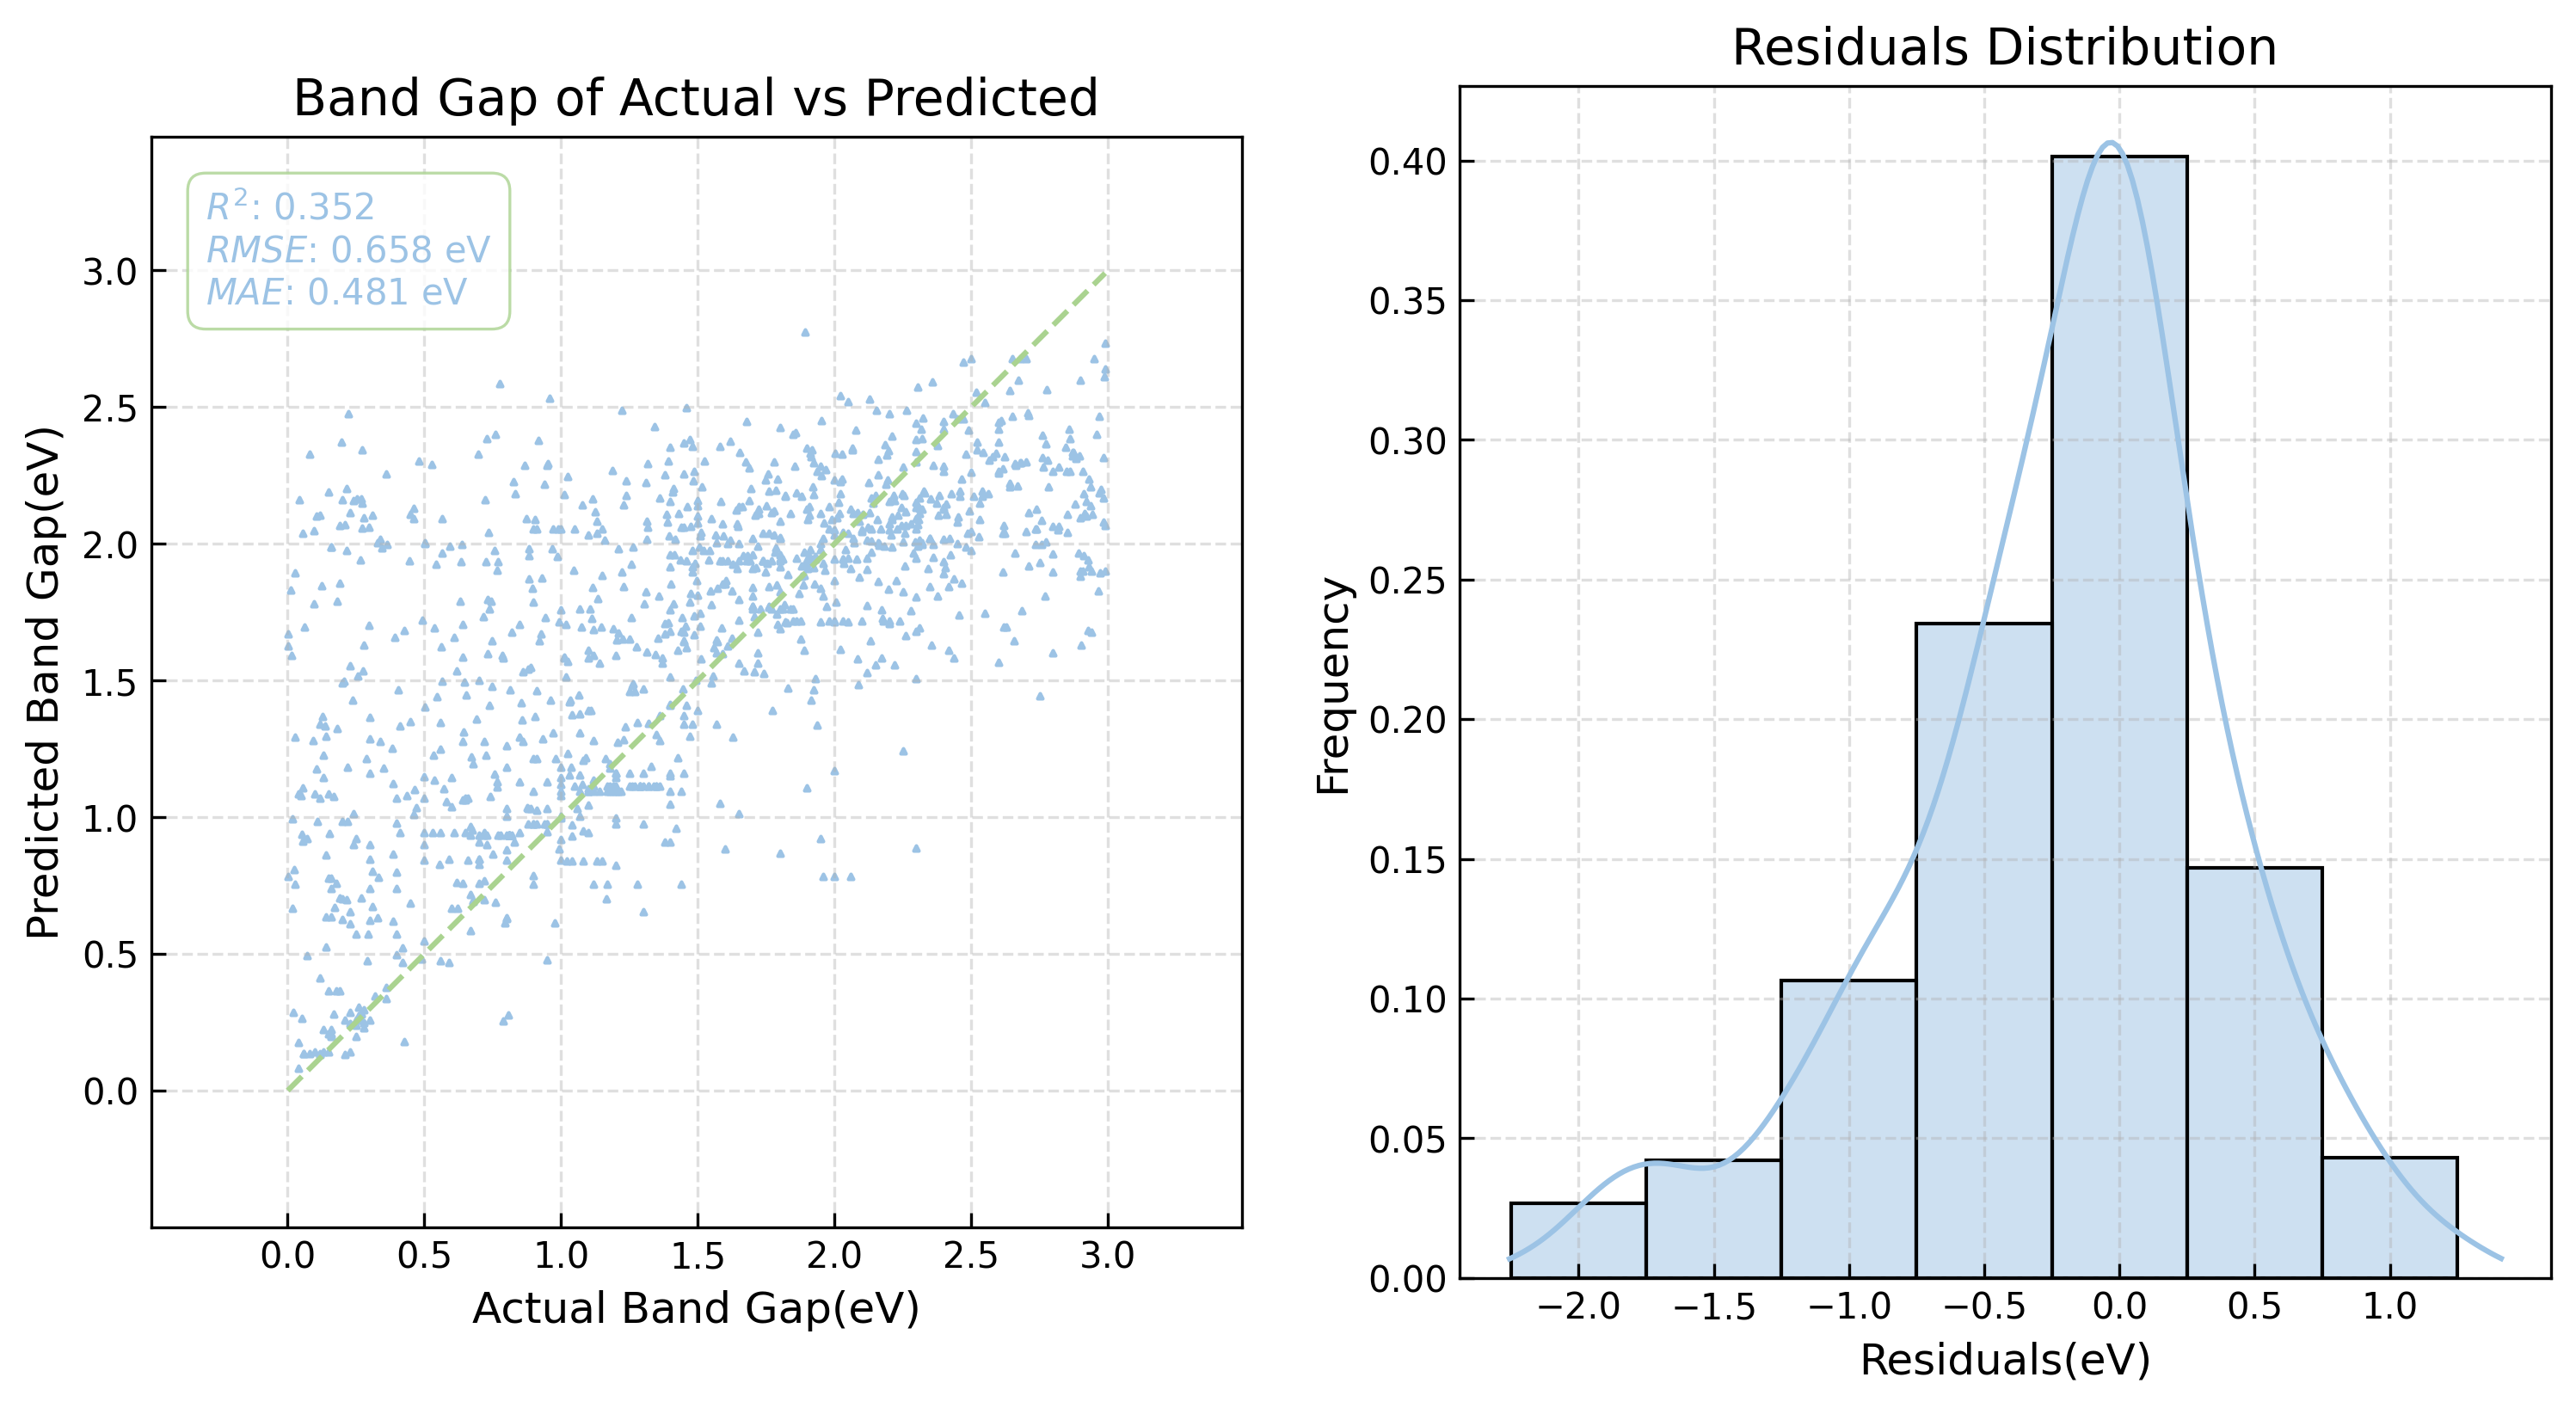 Band Gap of Actual vs Predicted
R²: 0.352
RMSE: 0.658 eV
MAE: 0.481 eV
3.0
2.5
2.0
1.5
1.0
0.5
0.0
Predicted Band Gap(eV)
0.0 0.5 1.0 1.5 2.0 2.5 3.0
Actual Band Gap(eV)
Residuals Distribution
0.40
0.35
0.30
0.25
0.20
0.15
0.10
0.05
0.00
Frequency
−2.0 −1.5 −1.0 −0.5 0.0 0.5 1.0
Residuals(eV)